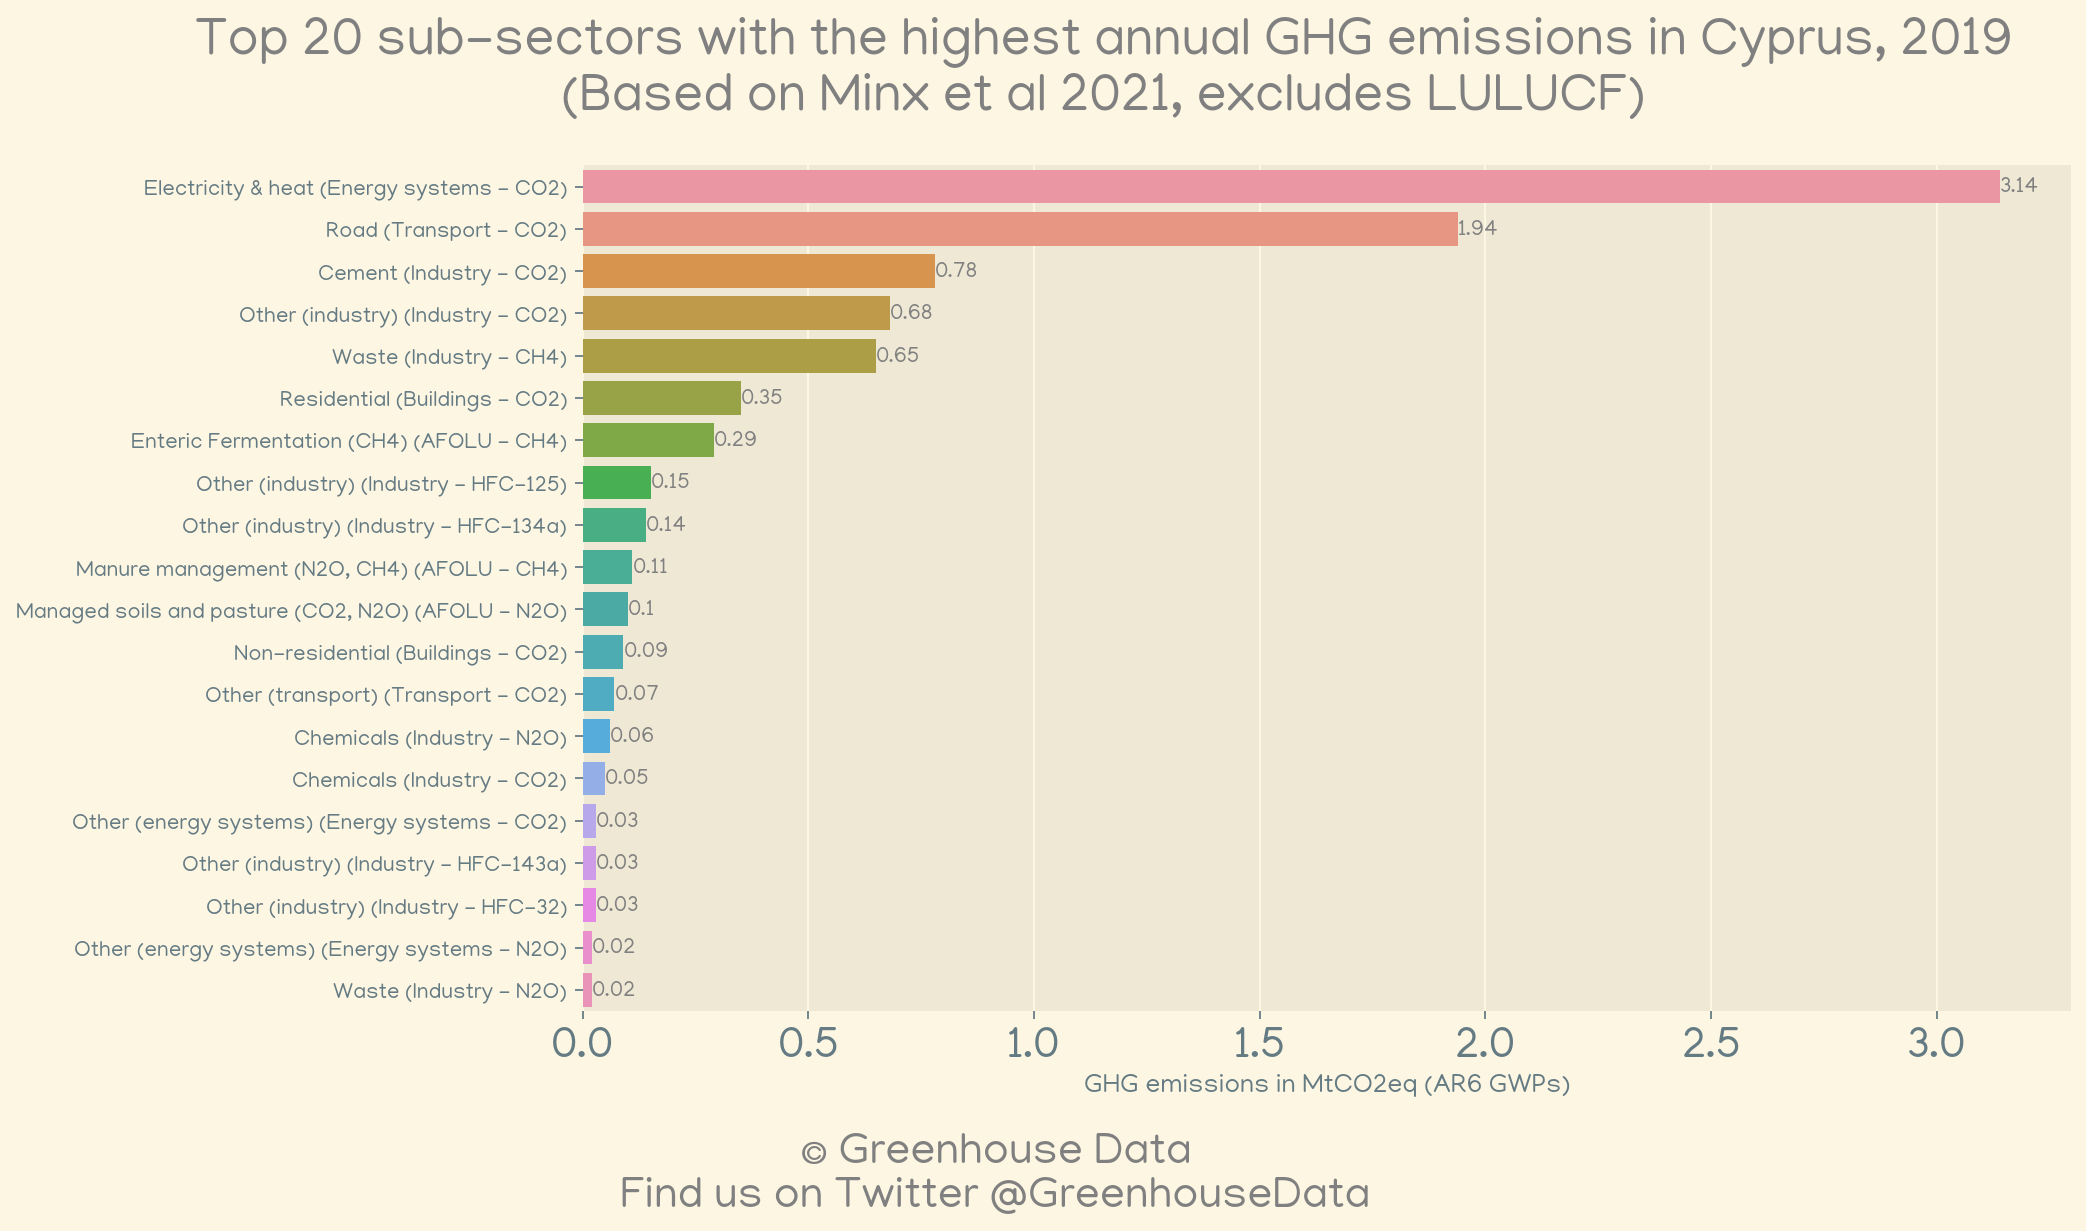 Top 20 sub-sectors with the highest annual GHG emissions in Cyprus, 2019
(Based on Minx et al 2021, excludes LULUCF)
Electricity & heat (Energy systems - CO2) 3.14
Road (Transport - CO2) 1.94
Cement (Industry - CO2) 0.78
Other (industry) (Industry - CO2) 0.68
Waste (Industry - CH4) 0.65
Residential (Buildings - CO2) 0.35
Enteric Fermentation (CH4) (AFOLU - CH4) 0.29
Other (industry) (Industry - HFC-125) 0.15
Other (industry) (Industry - HFC-134a) 0.14
Manure management (N2O, CH4) (AFOLU - CH4) 0.11
Managed soils and pasture (CO2, N2O) (AFOLU - N2O) 0.1
Non-residential (Buildings - CO2) 0.09
Other (transport) (Transport - CO2) 0.07
Chemicals (Industry - N2O) 0.06
Chemicals (Industry - CO2) 0.05
Other (energy systems) (Energy systems - CO2) 0.03
Other (industry) (Industry - HFC-143a) 0.03
Other (industry) (Industry - HFC-32) 0.03
Other (energy systems) (Energy systems - N2O) 0.02
Waste (Industry - N2O) 0.02
0.0 0.5 1.0 1.5 2.0 2.5 3.0
GHG emissions in MtCO2eq (AR6 GWPs)
© Greenhouse Data
Find us on Twitter @GreenhouseData